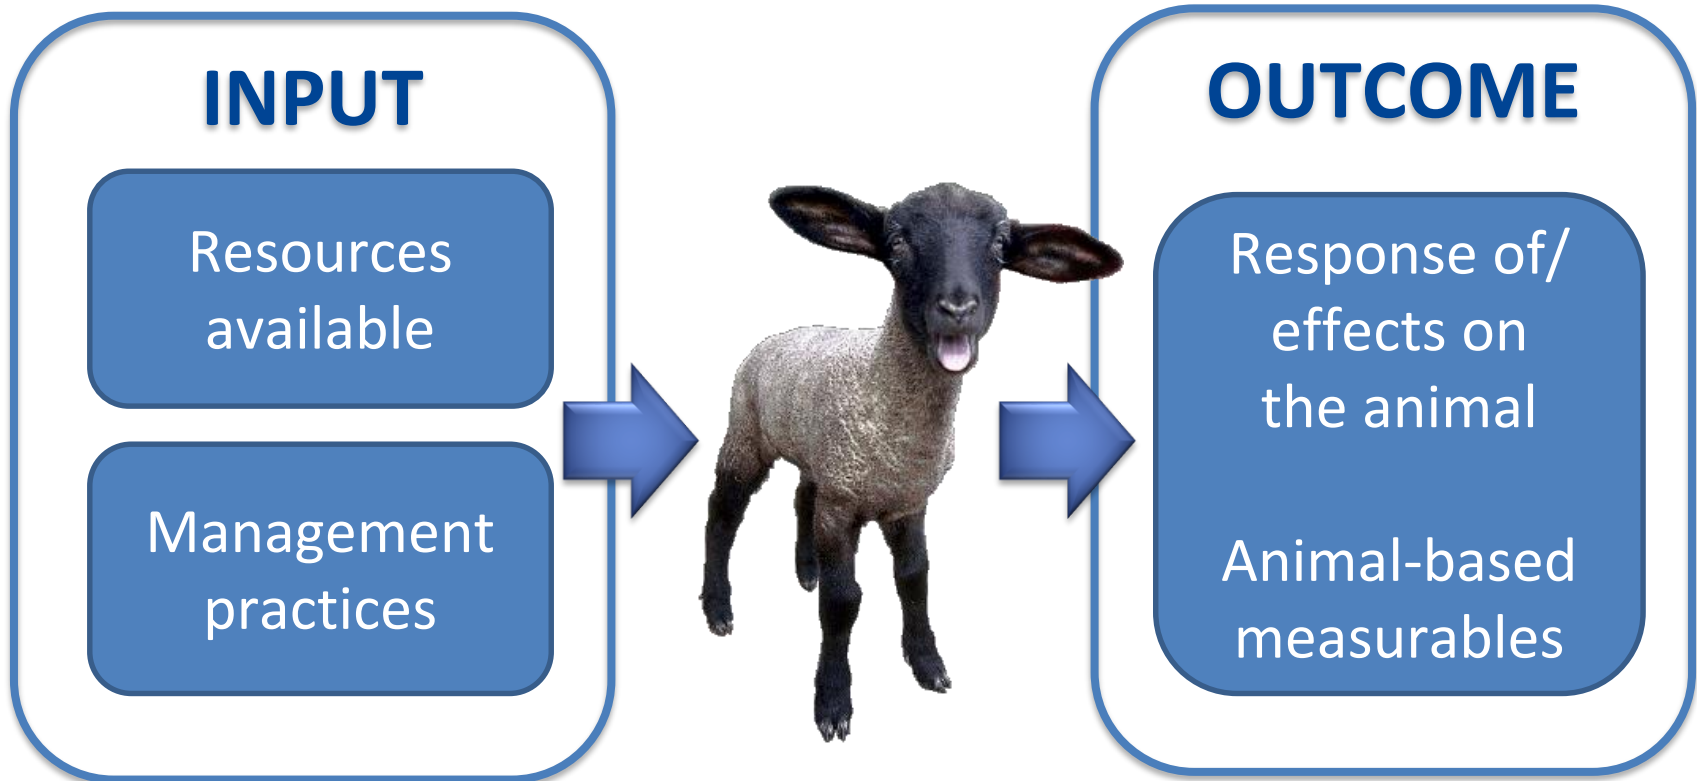 INPUT
Resources
available
Management
practices
OUTCOME
Response of/
effects on
the animal
Animal-based
measurables